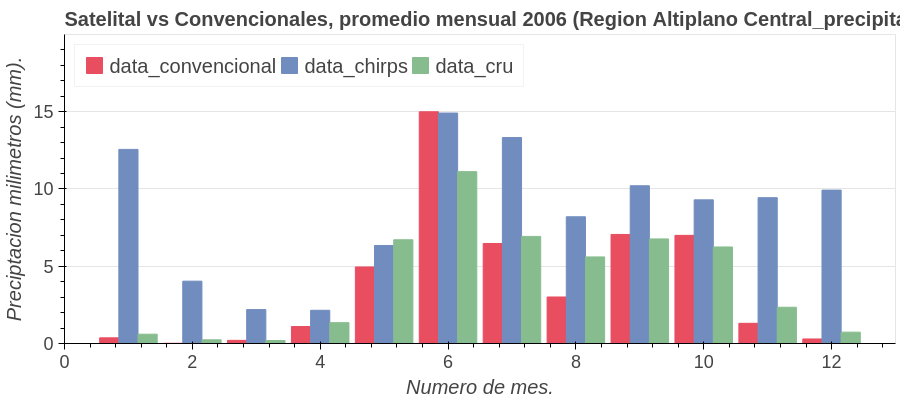 Satelital vs Convencionales, promedio mensual 2006 (Region Altiplano Central_precipita
data_convencional data_chirps data_cru
Preciptacion milimetros (mm).
15
10
5
0
0 2 4 6 8 10 12
Numero de mes.